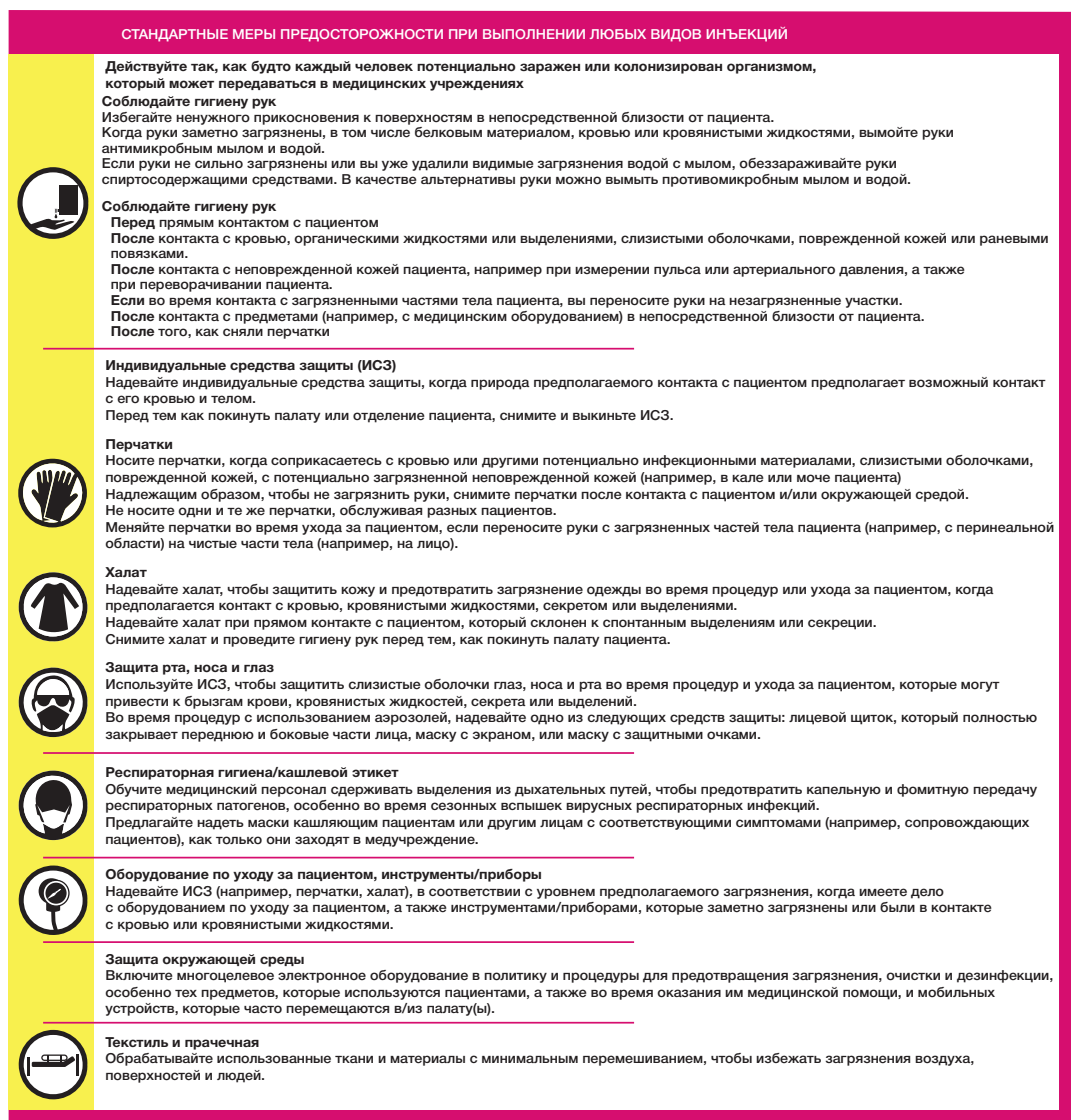 СТАНДАРТНЫЕ МЕРЫ ПРЕДОСТОРОЖНОСТИ ПРИ ВЫПОЛНЕНИИ ЛЮБЫХ ВИДОВ ИНЪЕКЦИЙ
Действуйте так, как будто каждый человек потенциально заражен или колонизирован организмом,
который может передаваться в медицинских учреждениях
Соблюдайте гигиену рук
Избегайте ненужного прикосновения к поверхностям в непосредственной близости от пациента.
Когда руки заметно загрязнены, в том числе белковым материалом, кровью или кровянистыми жидкостями, вымойте руки
антимикробным мылом и водой.
Если руки не сильно загрязнены или вы уже удалили видимые загрязнения водой с мылом, обеззараживайте руки
спиртосодержащими средствами. В качестве альтернативы руки можно вымыть противомикробным мылом и водой.
Соблюдайте гигиену рук
Перед прямым контактом с пациентом
После контакта с кровью, органическими жидкостями или выделениями, слизистыми оболочками, поврежденной кожей или раневыми
повязками.
После контакта с неповрежденной кожей пациента, например при измерении пульса или артериального давления, а также
при переворачивании пациента.
Если во время контакта с загрязненными частями тела пациента, вы переносите руки на незагрязненные участки.
После контакта с предметами (например, с медицинским оборудованием) в непосредственной близости от пациента.
После того, как сняли перчатки
Индивидуальные средства защиты (ИСЗ)
Надевайте индивидуальные средства защиты, когда природа предполагаемого контакта с пациентом предполагает возможный контакт
с его кровью и телом.
Перед тем как покинуть палату или отделение пациента, снимите и выкиньте ИСЗ.
Перчатки
Носите перчатки, когда соприкасаетесь с кровью или другими потенциально инфекционными материалами, слизистыми оболочками,
поврежденной кожей, с потенциально загрязненной неповрежденной кожей (например, в кале или моче пациента)
Надлежащим образом, чтобы не загрязнить руки, снимите перчатки после контакта с пациентом и/или окружающей средой.
Не носите одни и те же перчатки, обслуживая разных пациентов.
Меняйте перчатки во время ухода за пациентом, если переносите руки с загрязненных частей тела пациента (например, с перинеальной
области) на чистые части тела (например, на лицо).
Халат
Надевайте халат, чтобы защитить кожу и предотвратить загрязнение одежды во время процедур или ухода за пациентом, когда
предполагается контакт с кровью, кровянистыми жидкостями, секретом или выделениями.
Надевайте халат при прямом контакте с пациентом, который склонен к спонтанным выделениям или секреции.
Снимите халат и проведите гигиену рук перед тем, как покинуть палату пациента.
Защита рта, носа и глаз
Используйте ИСЗ, чтобы защитить слизистые оболочки глаз, носа и рта во время процедур и ухода за пациентом, которые могут
привести к брызгам крови, кровянистых жидкостей, секрета или выделений.
Во время процедур с использованием аэрозолей, надевайте одно из следующих средств защиты: лицевой щиток, который полностью
закрывает переднюю и боковые части лица, маску с экраном, или маску с защитными очками.
Респираторная гигиена/кашлевой этикет
Обучите медицинский персонал сдерживать выделения из дыхательных путей, чтобы предотвратить капельную и фомитную передачу
респираторных патогенов, особенно во время сезонных вспышек вирусных респираторных инфекций.
Предлагайте надеть маски кашляющим пациентам или другим лицам с соответствующими симптомами (например, сопровождающих
пациентов), как только они заходят в медучреждение.
Оборудование по уходу за пациентом, инструменты/приборы
Надевайте ИСЗ (например, перчатки, халат), в соответствии с уровнем предполагаемого загрязнения, когда имеете дело
с оборудованием по уходу за пациентом, а также инструментами/приборами, которые заметно загрязнены или были в контакте
с кровью или кровянистыми жидкостями.
Защита окружающей среды
Включите многоцелевое электронное оборудование в политику и процедуры для предотвращения загрязнения, очистки и дезинфекции,
особенно тех предметов, которые используются пациентами, а также во время оказания им медицинской помощи, и мобильных
устройств, которые часто перемещаются в/из палату(ы).
Текстиль и прачечная
Обрабатывайте использованные ткани и материалы с минимальным перемешиванием, чтобы избежать загрязнения воздуха,
поверхностей и людей.